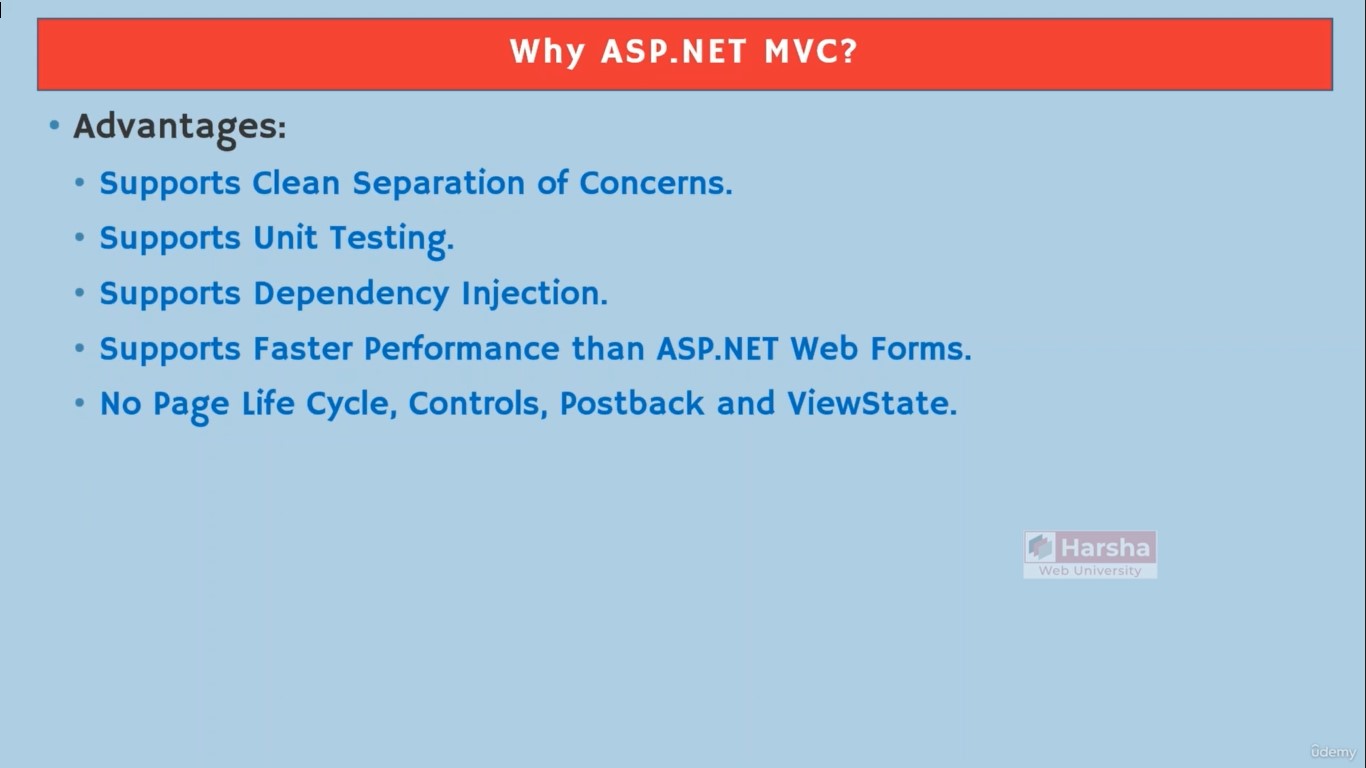 Why ASP.NET MVC?
• Advantages:
• Supports Clean Separation of Concerns.
• Supports Unit Testing.
• Supports Dependency Injection.
• Supports Faster Performance than ASP.NET Web Forms.
• No Page Life Cycle, Controls, Postback and ViewState.
Harsha
Web University
ûdemy